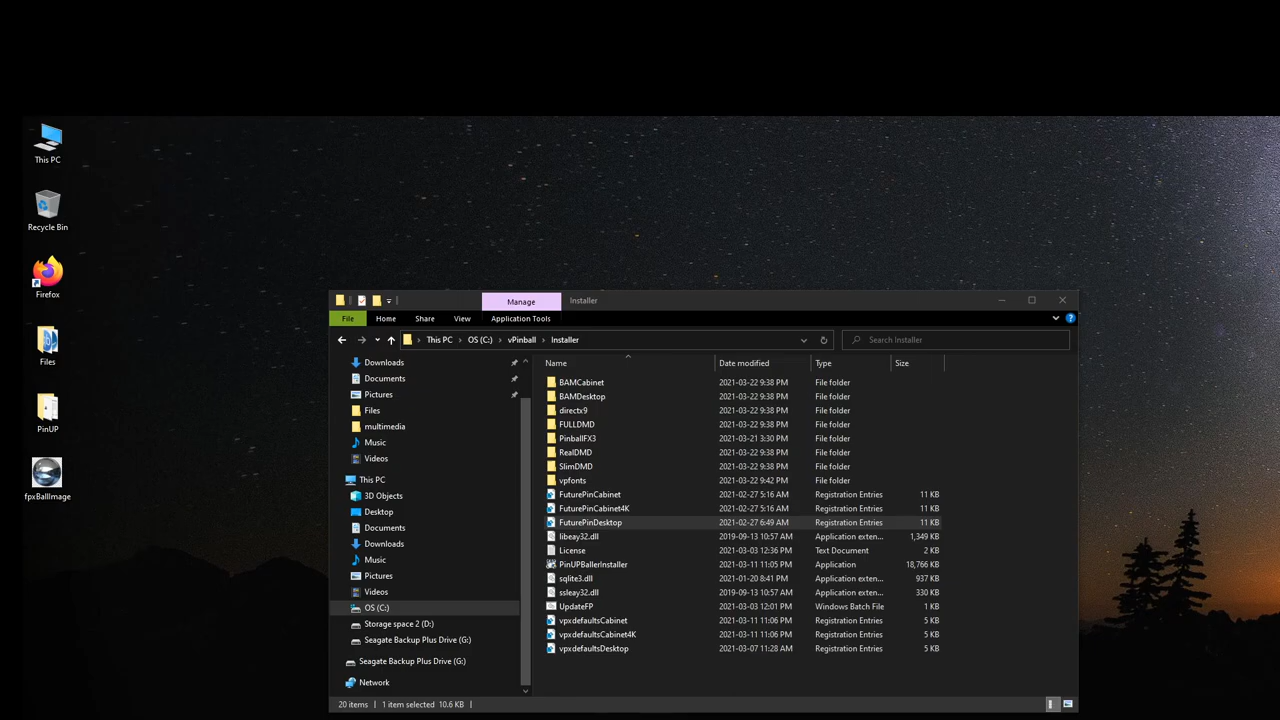 This PC
Recycle Bin
Firefox
Files
PinUP
fpxBallImage
Manage
Installer
File
Home
Share
View
Application Tools
This PC
OS (C:)
vPinball
Installer
Search Installer
Downloads
Documents
Pictures
Files
multimedia
Music
Videos
This PC
3D Objects
Desktop
Documents
Downloads
Music
Pictures
Videos
OS (C:)
Storage space 2 (D:)
Seagate Backup Plus Drive (G:)
Seagate Backup Plus Drive (G:)
Network
Name Date modified Type Size
BAMCabinet 2021-03-22 9:38 PM File folder
BAMDesktop 2021-03-22 9:38 PM File folder
directx9 2021-03-22 9:38 PM File folder
FULLDMD 2021-03-22 9:38 PM File folder
PinballFX3 2021-03-21 3:30 PM File folder
RealDMD 2021-03-22 9:38 PM File folder
SlimDMD 2021-03-22 9:38 PM File folder
vpfonts 2021-03-22 9:42 PM File folder
FuturePinCabinet 2021-02-27 5:16 AM Registration Entries 11 KB
FuturePinCabinet4K 2021-02-27 5:16 AM Registration Entries 11 KB
FuturePinDesktop 2021-02-27 6:49 AM Registration Entries 11 KB
libeay32.dll 2019-09-13 10:57 AM Application exten... 1,349 KB
License 2021-03-03 12:36 PM Text Document 2 KB
PinUPBallerInstaller 2021-03-11 11:05 PM Application 18,766 KB
sqlite3.dll 2021-01-20 8:41 PM Application exten... 937 KB
ssleay32.dll 2019-09-13 10:57 AM Application exten... 330 KB
UpdateFP 2021-03-03 12:01 PM Windows Batch File 1 KB
vpxdefaultsCabinet 2021-03-11 11:06 PM Registration Entries 5 KB
vpxdefaultsCabinet4K 2021-03-11 11:06 PM Registration Entries 5 KB
vpxdefaultsDesktop 2021-03-07 11:28 AM Registration Entries 5 KB
20 items 1 item selected 10.6 KB